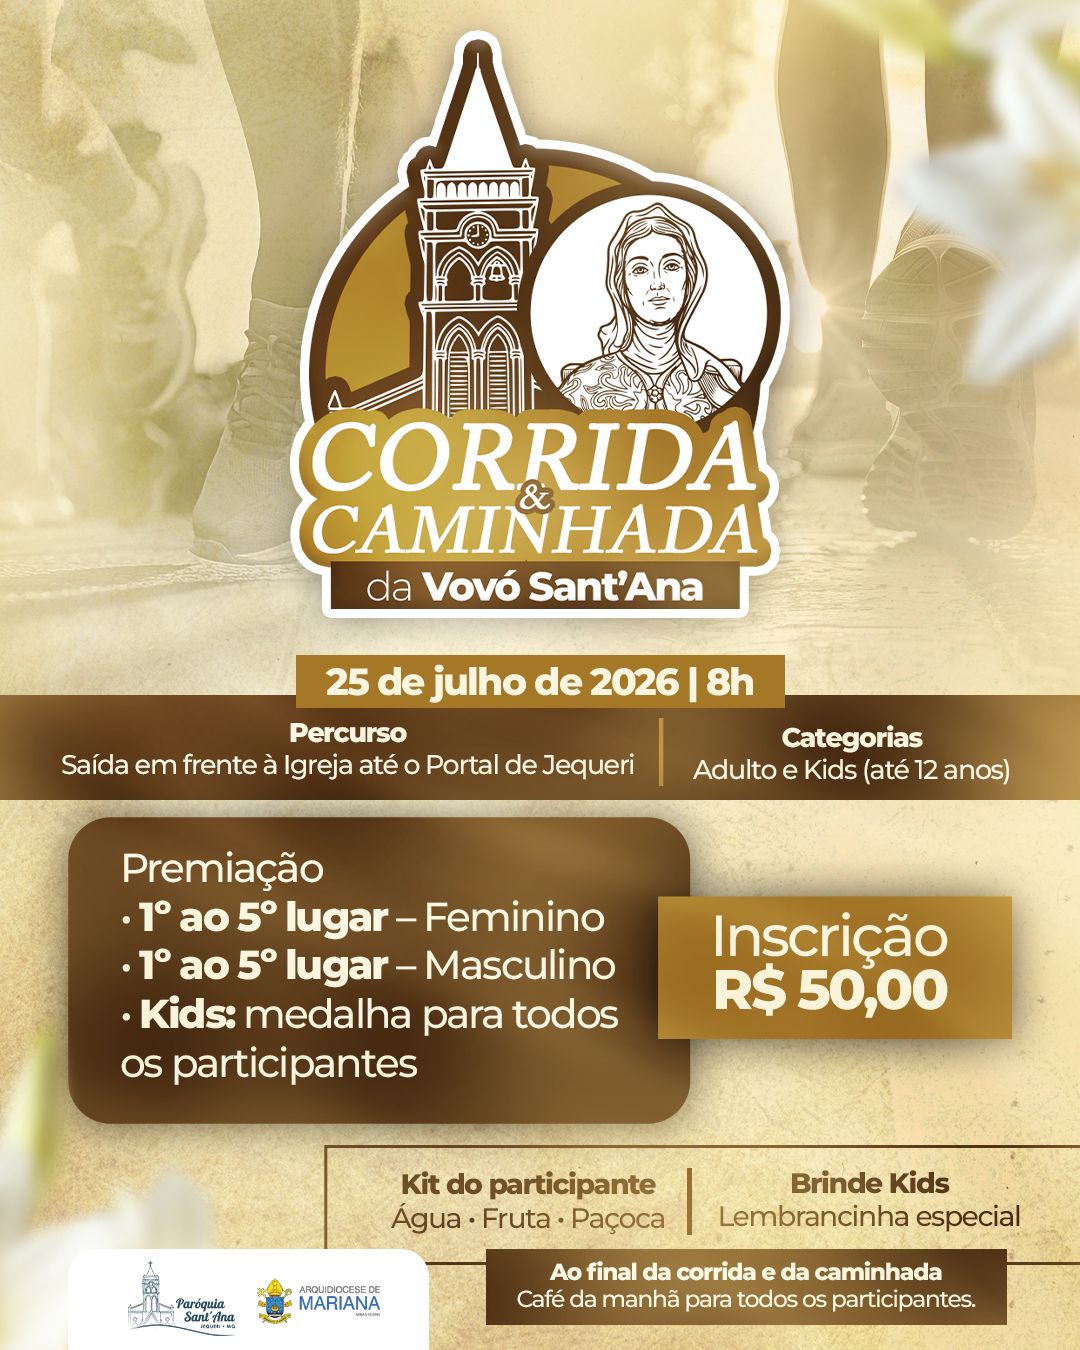 CORRIDA
&
CAMINHADA
da Vovó Sant'Ana
25 de julho de 2026 | 8h
Percurso
Saída em frente à Igreja até o Portal de Jequeri
Categorias
Adulto e Kids (até 12 anos)
Premiação
• 1º ao 5º lugar – Feminino
• 1º ao 5º lugar – Masculino
• Kids: medalha para todos
os participantes
Inscrição
R$ 50,00
Kit do participante
Água • Fruta • Paçoca
Brinde Kids
Lembrancinha especial
Ao final da corrida e da caminhada
Café da manhã para todos os participantes.
Paróquia
Sant'Ana
JEQUERI • MG
ARQUIDIOCESE DE
MARIANA
MINAS GERAIS